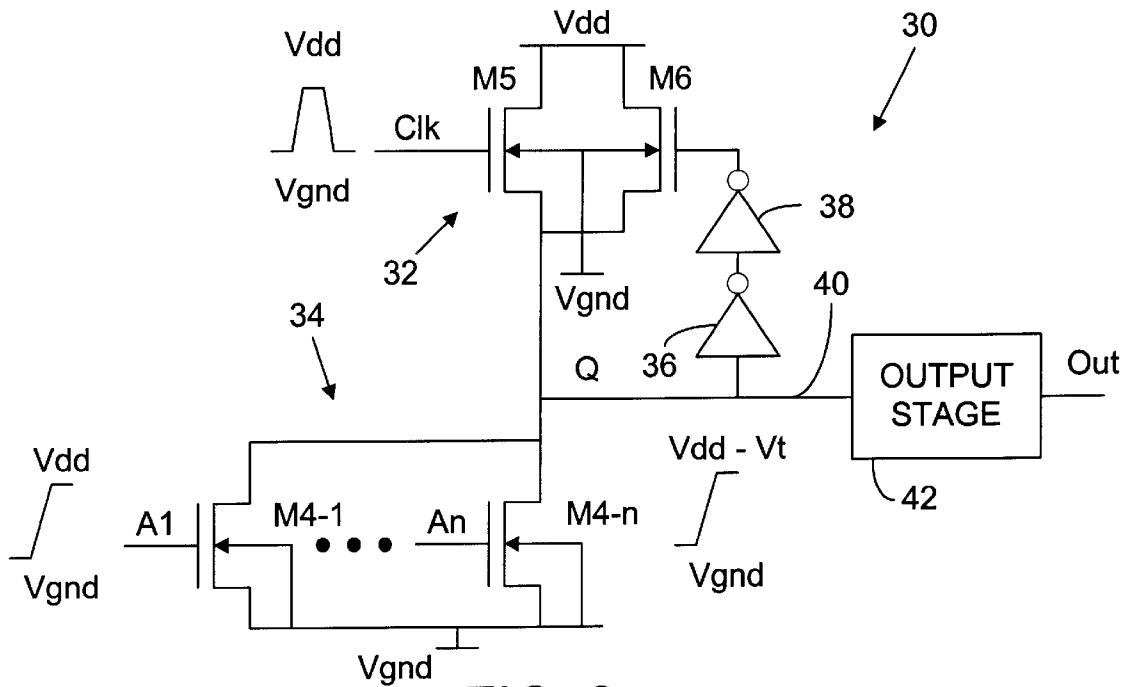 Vdd
30
Vdd
M5
M6
Clk
Vgnd
38
32
Vgnd
40
34
36
Q
OUTPUT
STAGE
Out
Vdd - Vt
42
Vdd
A1
M4-1
An
M4-n
Vgnd
Vgnd
Vgnd